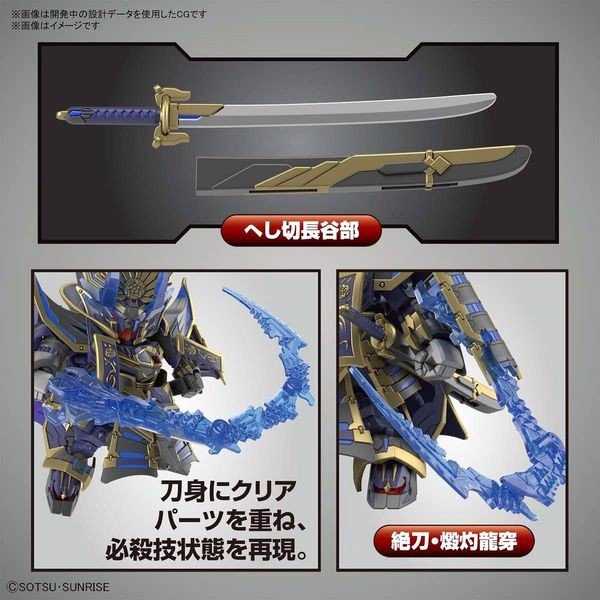 ※画像は開発中の設計データを使用したCGです
※画像はイメージです
へし切長谷部
刀身にクリア
パーツを重ね、
必殺技状態を再現。
絶刀・煅灼龍穿
©SOTSU・SUNRISE